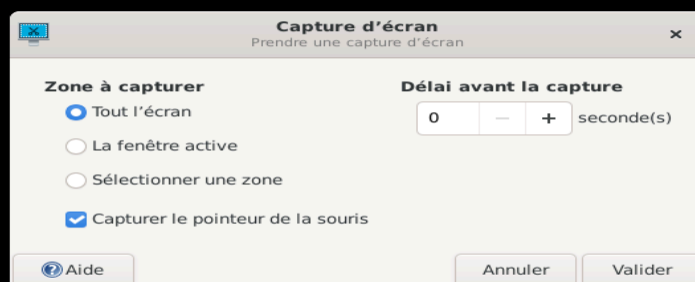 Capture d’écran
Prendre une capture d’écran
Zone à capturer
Tout l’écran
La fenêtre active
Sélectionner une zone
Capturer le pointeur de la souris
Délai avant la capture
0 − + seconde(s)
Aide
Annuler
Valider